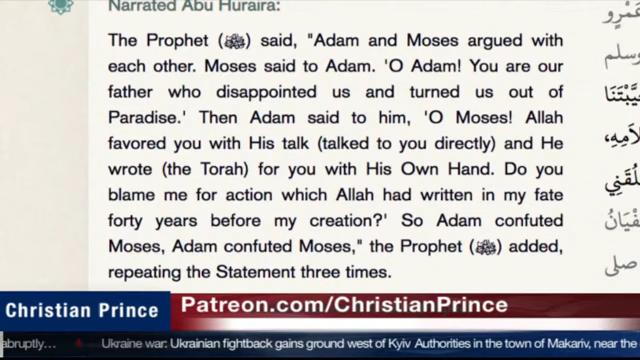 Narrated Abu Huraira:
The Prophet (ﷺ) said, "Adam and Moses argued with
each other. Moses said to Adam. 'O Adam! You are our
father who disappointed us and turned us out of
Paradise.' Then Adam said to him, 'O Moses! Allah
favored you with His talk (talked to you directly) and He
wrote (the Torah) for you with His Own Hand. Do you
blame me for action which Allah had written in my fate
forty years before my creation?' So Adam confuted
Moses, Adam confuted Moses," the Prophet (ﷺ) added,
repeating the Statement three times.
عَمْرٍو
وسلم
خَيَّبْتَنَا
صلى
Christian Prince
Patreon.com/ChristianPrince
abruptly... Ukraine war: Ukrainian fightback gains ground west of Kyiv Authorities in the town of Makariv, near the